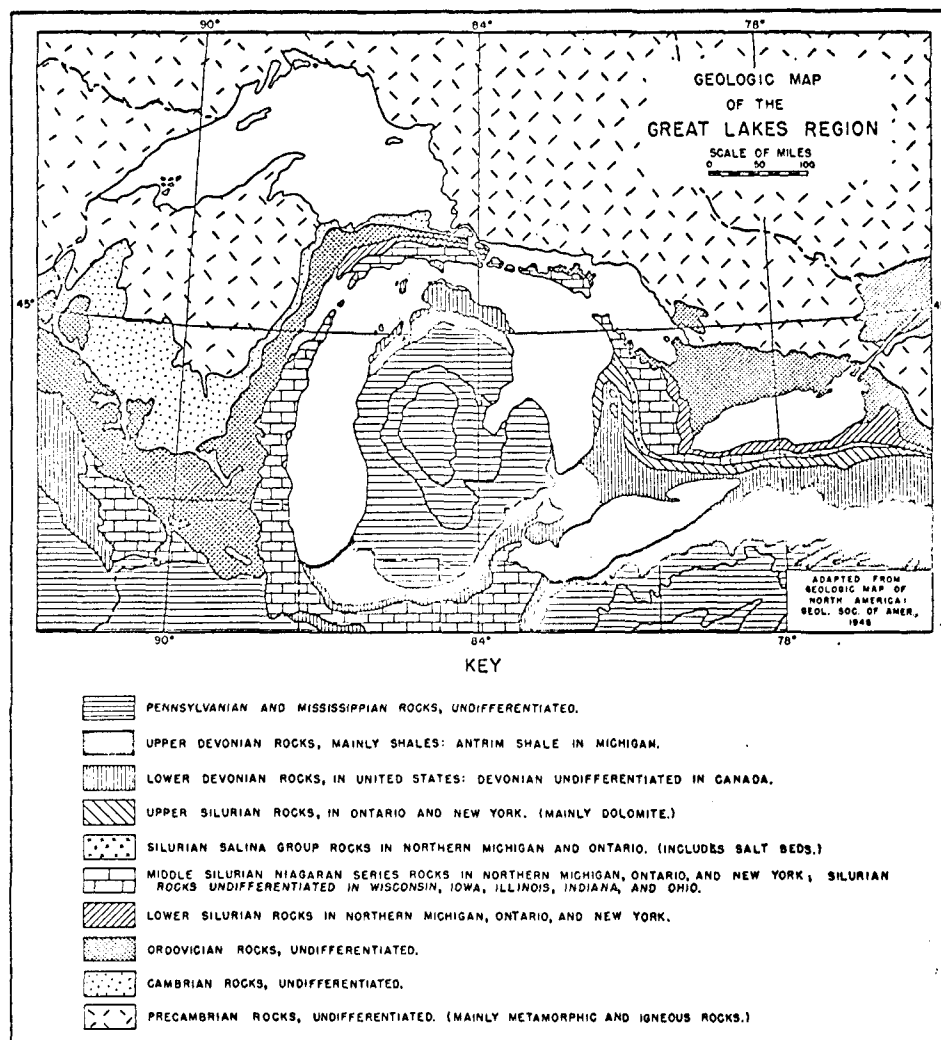 90°
84°
78°
GEOLOGIC MAP
OF THE
GREAT LAKES REGION
SCALE OF MILES
0 50 100
45°
ADAPTED FROM
GEOLOGIC MAP OF
NORTH AMERICA:
GEOL. SOC. OF AMER.,
1946
90°
84°
78°
KEY
PENNSYLVANIAN AND MISSISSIPPIAN ROCKS, UNDIFFERENTIATED.
UPPER DEVONIAN ROCKS, MAINLY SHALES: ANTRIM SHALE IN MICHIGAN.
LOWER DEVONIAN ROCKS, IN UNITED STATES: DEVONIAN UNDIFFERENTIATED IN CANADA.
UPPER SILURIAN ROCKS, IN ONTARIO AND NEW YORK. (MAINLY DOLOMITE.)
SILURIAN SALINA GROUP ROCKS IN NORTHERN MICHIGAN AND ONTARIO. (INCLUDES SALT BEDS.)
MIDDLE SILURIAN NIAGARAN SERIES ROCKS IN NORTHERN MICHIGAN, ONTARIO, AND NEW YORK; SILURIAN
ROCKS UNDIFFERENTIATED IN WISCONSIN, IOWA, ILLINOIS, INDIANA, AND OHIO.
LOWER SILURIAN ROCKS IN NORTHERN MICHIGAN, ONTARIO, AND NEW YORK.
ORDOVICIAN ROCKS, UNDIFFERENTIATED.
CAMBRIAN ROCKS, UNDIFFERENTIATED.
PRECAMBRIAN ROCKS, UNDIFFERENTIATED. (MAINLY METAMORPHIC AND IGNEOUS ROCKS.)